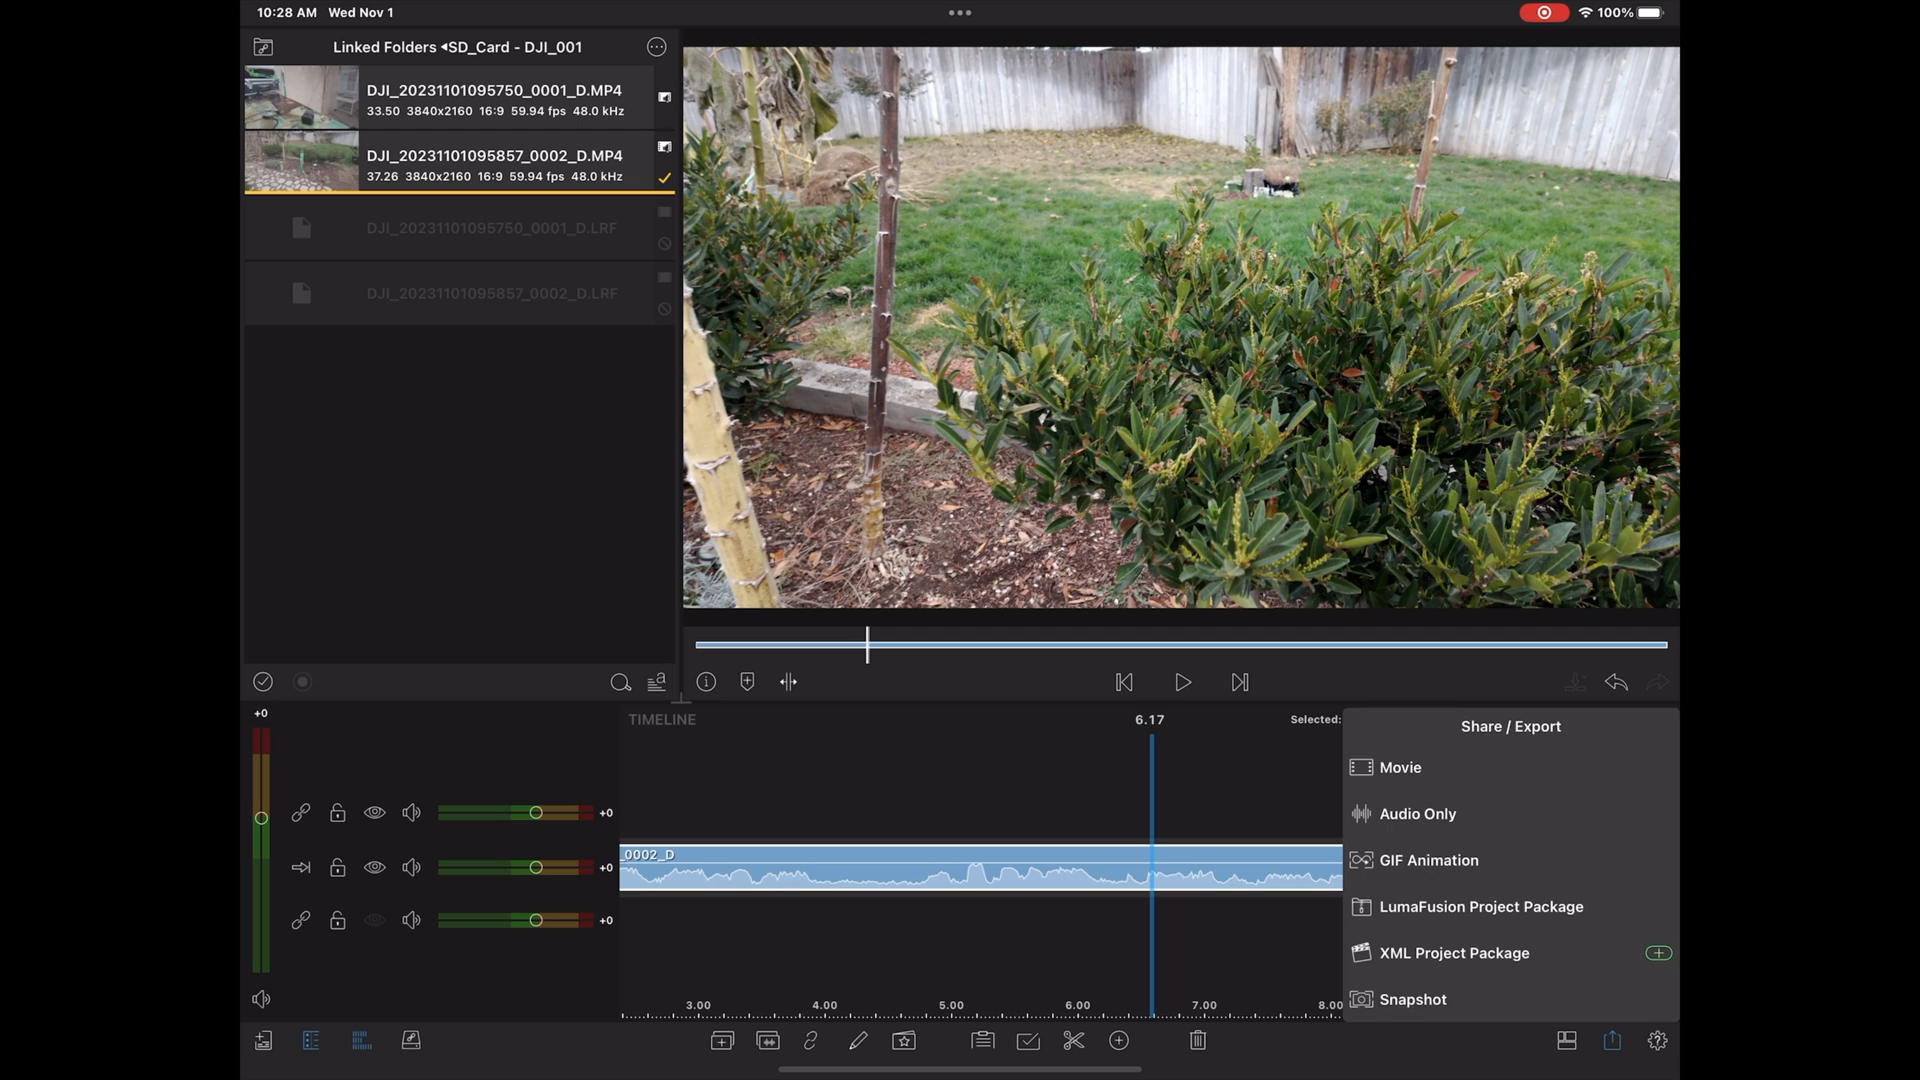 10:28 AM Wed Nov 1
100%
Linked Folders SD_Card - DJI_001
DJI_20231101095750_0001_D.MP4
33.50 3840x2160 16:9 59.94 fps 48.0 kHz
DJI_20231101095857_0002_D.MP4
37.26 3840x2160 16:9 59.94 fps 48.0 kHz
DJI_20231101095750_0001_D.LRF
DJI_20231101095857_0002_D.LRF
+0
TIMELINE
6.17
Selected:
Share / Export
Movie
Audio Only
GIF Animation
LumaFusion Project Package
XML Project Package
Snapshot
+0
+0
+0
_0002_D
3.00 4.00 5.00 6.00 7.00 8.00